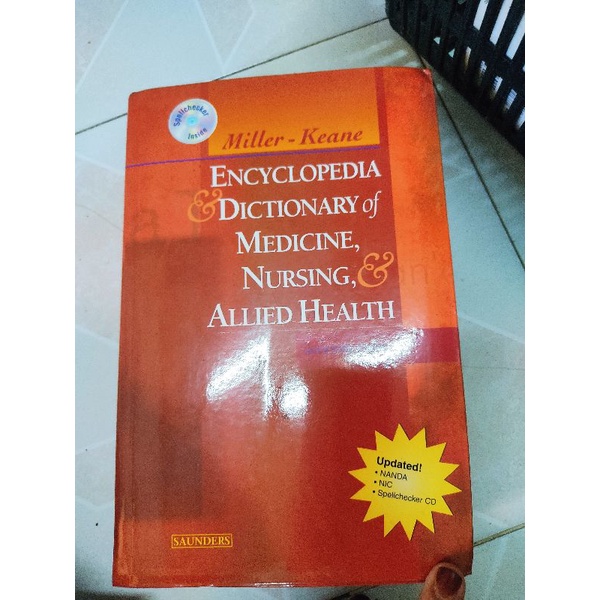 Spellchecker
Inside
Miller - Keane
ENCYCLOPEDIA
& DICTIONARY of
MEDICINE,
NURSING, &
ALLIED HEALTH
Updated!
• NANDA
• NIC
• Spellchecker CD
SAUNDERS